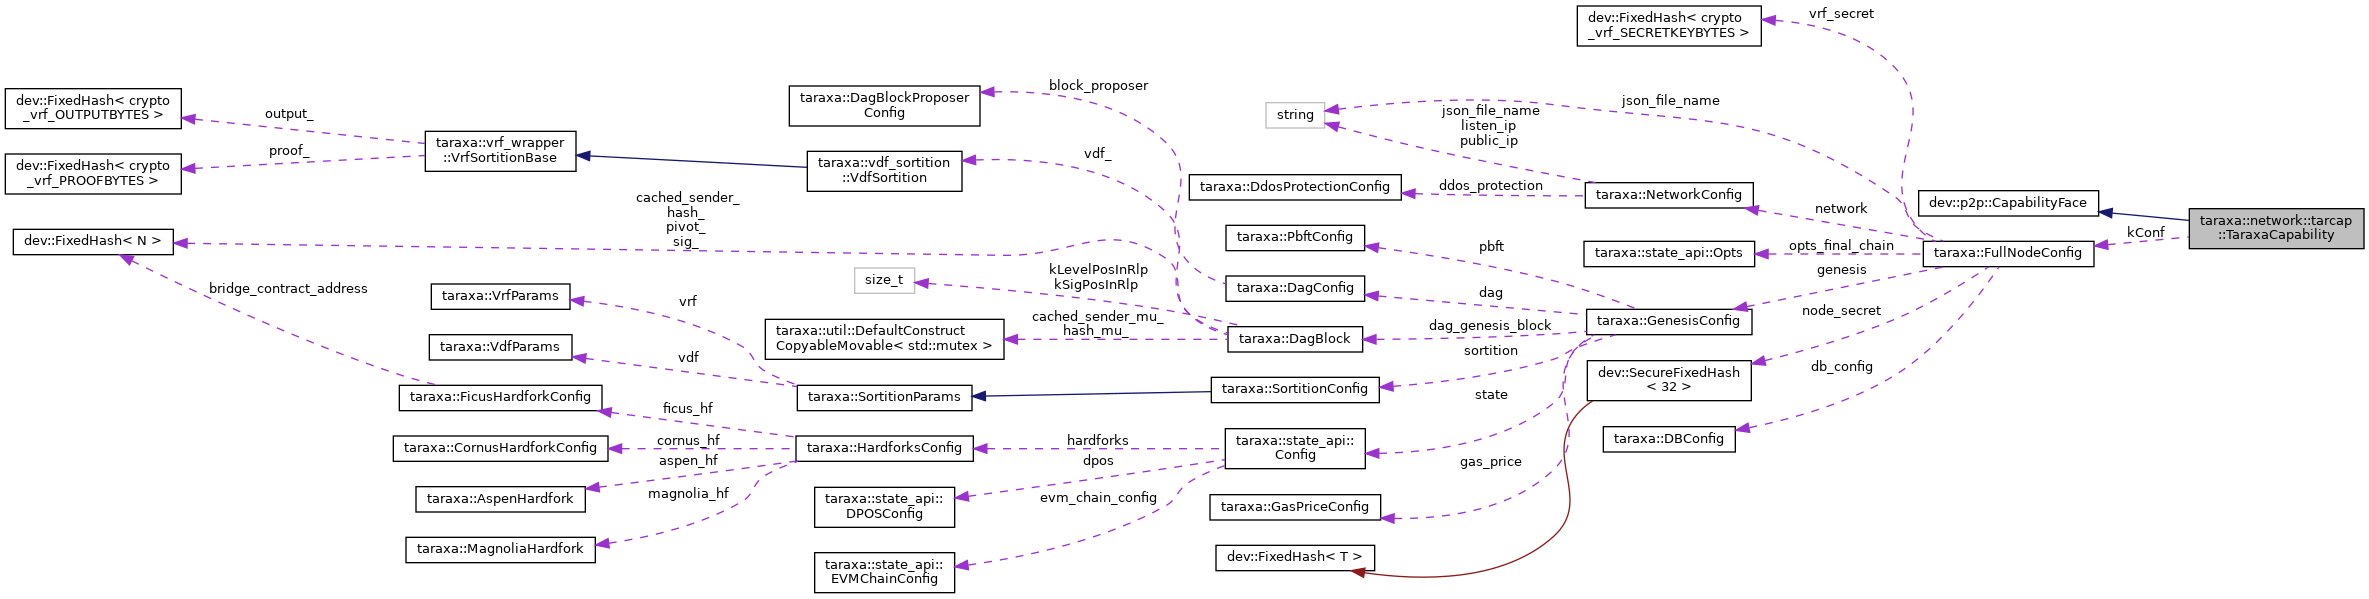 dev::FixedHash< crypto
_vrf_SECRETKEYBYTES >
vrf_secret
dev::FixedHash< crypto
_vrf_OUTPUTBYTES >
output_
dev::FixedHash< crypto
_vrf_PROOFBYTES >
proof_
taraxa::vrf_wrapper
::VrfSortitionBase
taraxa::DagBlockProposer
Config
block_proposer
taraxa::vdf_sortition
::VdfSortition
vdf_
string
json_file_name
json_file_name
listen_ip
public_ip
taraxa::DdosProtectionConfig
ddos_protection
taraxa::NetworkConfig
network
dev::p2p::CapabilityFace
taraxa::network::tarcap
::TaraxaCapability
kConf
cached_sender_
hash_
pivot_
sig_
dev::FixedHash< N >
bridge_contract_address
taraxa::PbftConfig
pbft
taraxa::state_api::Opts
opts_final_chain
taraxa::FullNodeConfig
genesis
size_t
kLevelPosInRlp
kSigPosInRlp
taraxa::DagConfig
dag
taraxa::VrfParams
vrf
taraxa::util::DefaultConstruct
CopyableMovable< std::mutex >
cached_sender_mu_
hash_mu_
taraxa::DagBlock
dag_genesis_block
taraxa::GenesisConfig
node_secret
taraxa::VdfParams
vdf
sortition
dev::SecureFixedHash
< 32 >
db_config
taraxa::FicusHardforkConfig
ficus_hf
taraxa::SortitionParams
taraxa::SortitionConfig
state
taraxa::CornusHardforkConfig
cornus_hf
taraxa::HardforksConfig
hardforks
taraxa::state_api::
Config
taraxa::DBConfig
aspen_hf
dpos
gas_price
taraxa::AspenHardfork
magnolia_hf
taraxa::state_api::
DPOSConfig
evm_chain_config
taraxa::GasPriceConfig
taraxa::MagnoliaHardfork
taraxa::state_api::
EVMChainConfig
dev::FixedHash< T >